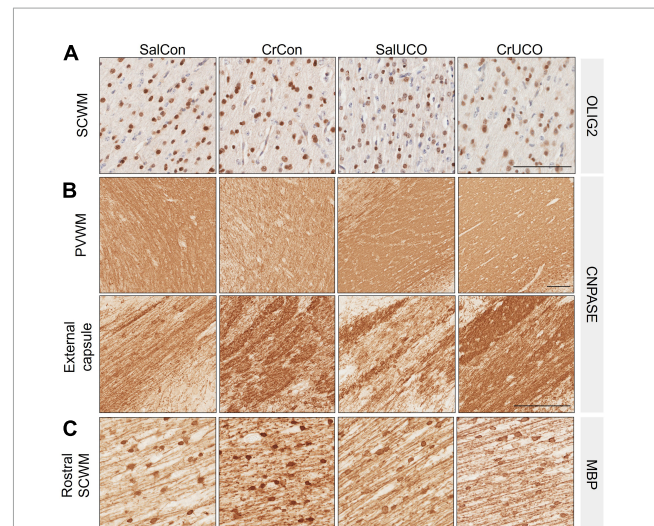 SalCon CrCon SalUCO CrUCO
A
SCWM
OLIG2
B
PVWM
CNPASE
External
capsule
C
Rostral
SCWM
MBP